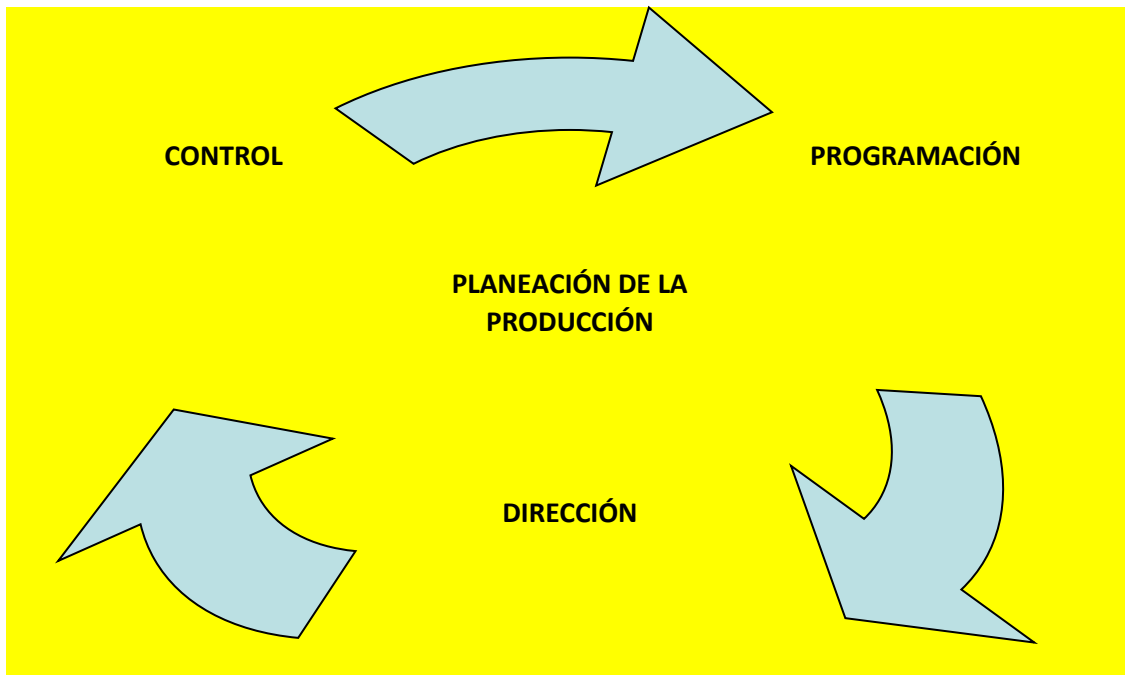 CONTROL
PROGRAMACIÓN
PLANEACIÓN DE LA
PRODUCCIÓN
DIRECCIÓN